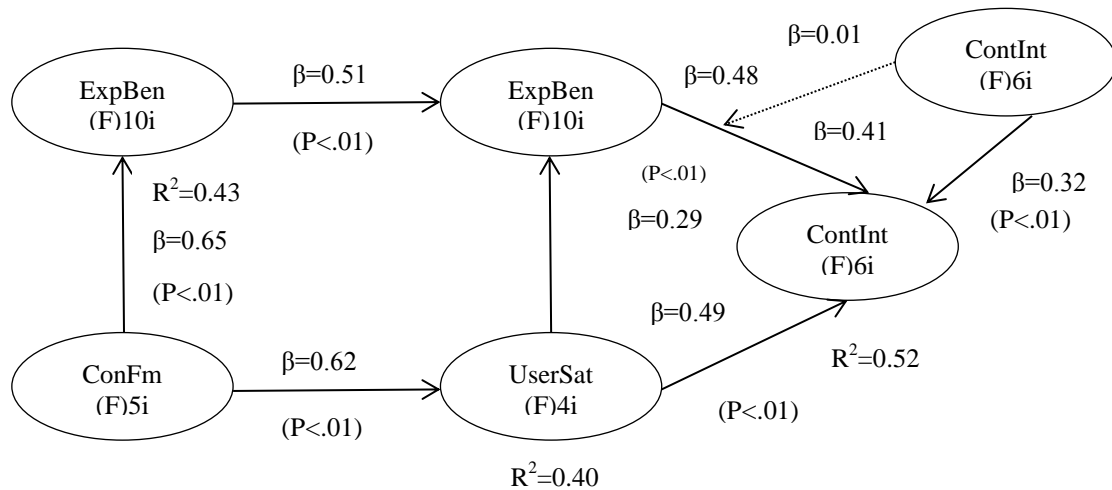 β=0.01
ContInt
(F)6i
ExpBen
(F)10i
β=0.51
(P<.01)
ExpBen
(F)10i
β=0.48
β=0.41
(P<.01)
β=0.29
β=0.32
(P<.01)
R²=0.43
β=0.65
(P<.01)
ContInt
(F)6i
ConFm
(F)5i
β=0.62
(P<.01)
UserSat
(F)4i
β=0.49
(P<.01)
R²=0.52
R²=0.40